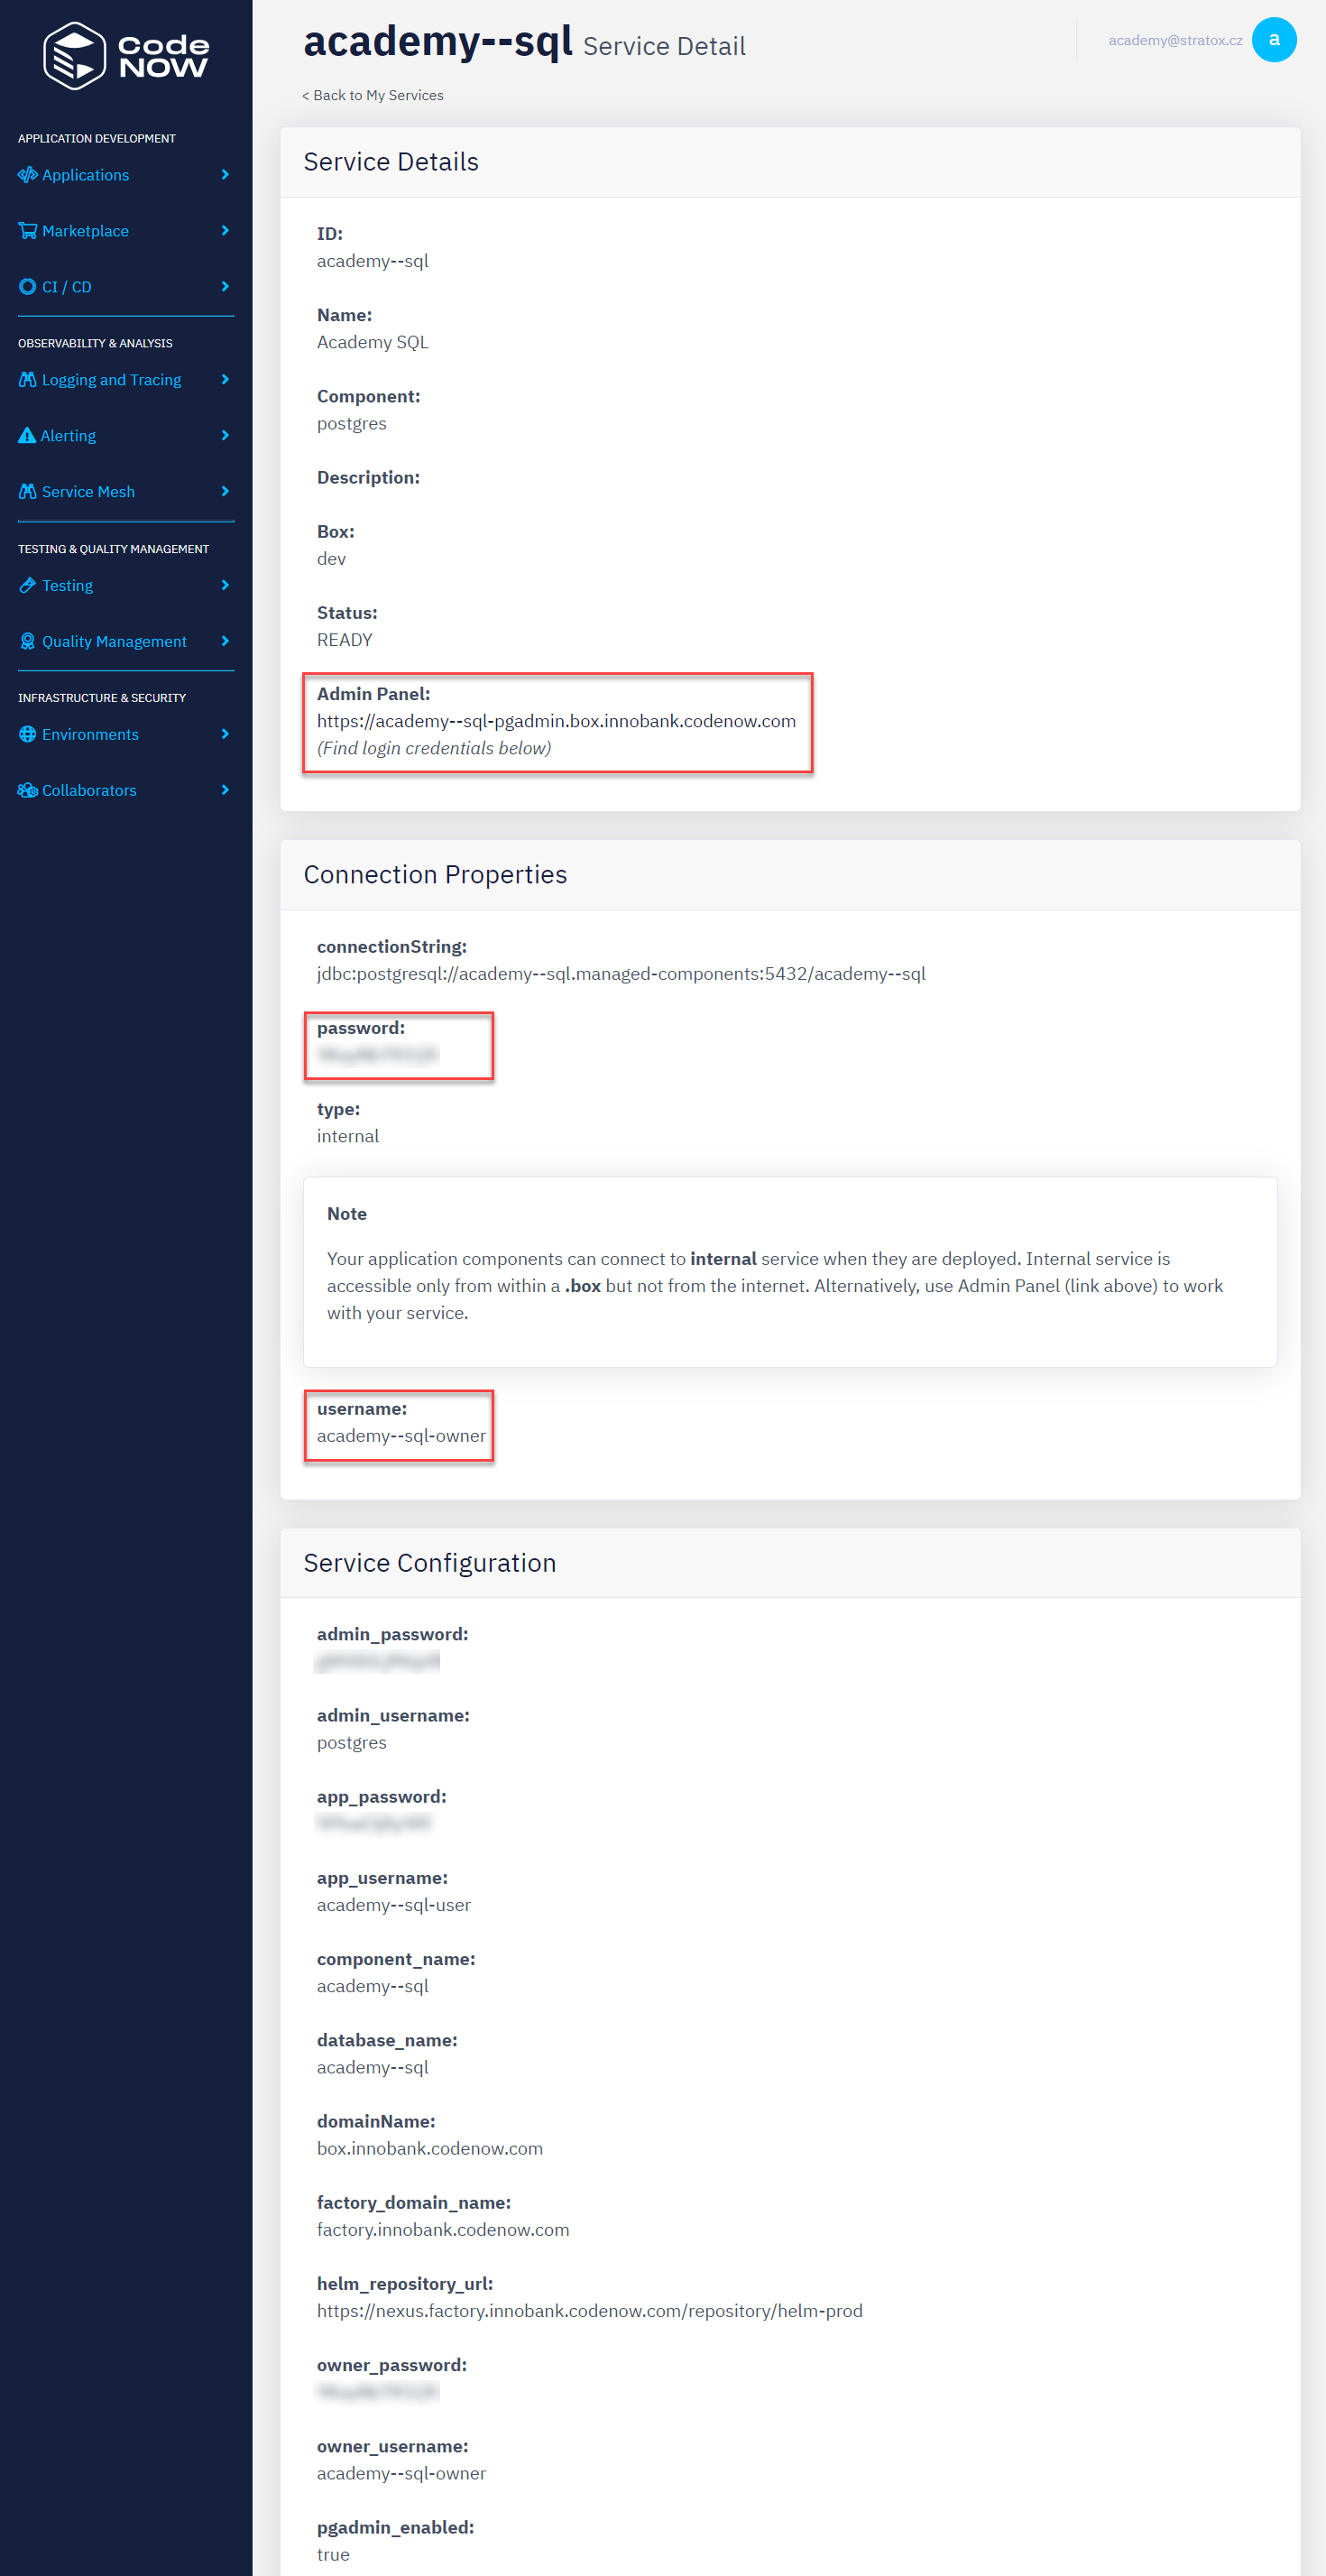 Code
NOW
APPLICATION DEVELOPMENT
Applications
Marketplace
CI / CD
OBSERVABILITY & ANALYSIS
Logging and Tracing
Alerting
Service Mesh
TESTING & QUALITY MANAGEMENT
Testing
Quality Management
INFRASTRUCTURE & SECURITY
Environments
Collaborators
academy--sql Service Detail
academy@stratox.cz
a
< Back to My Services
Service Details
ID:
academy--sql
Name:
Academy SQL
Component:
postgres
Description:
Box:
dev
Status:
READY
Admin Panel:
https://academy--sql-pgadmin.box.innobank.codenow.com
(Find login credentials below)
Connection Properties
connectionString:
jdbc:postgresql://academy--sql.managed-components:5432/academy--sql
password:
type:
internal
Note
Your application components can connect to internal service when they are deployed. Internal service is
accessible only from within a .box but not from the internet. Alternatively, use Admin Panel (link above) to work
with your service.
username:
academy--sql-owner
Service Configuration
admin_password:
admin_username:
postgres
app_password:
app_username:
academy--sql-user
component_name:
academy--sql
database_name:
academy--sql
domainName:
box.innobank.codenow.com
factory_domain_name:
factory.innobank.codenow.com
helm_repository_url:
https://nexus.factory.innobank.codenow.com/repository/helm-prod
owner_password:
owner_username:
academy--sql-owner
pgadmin_enabled:
true